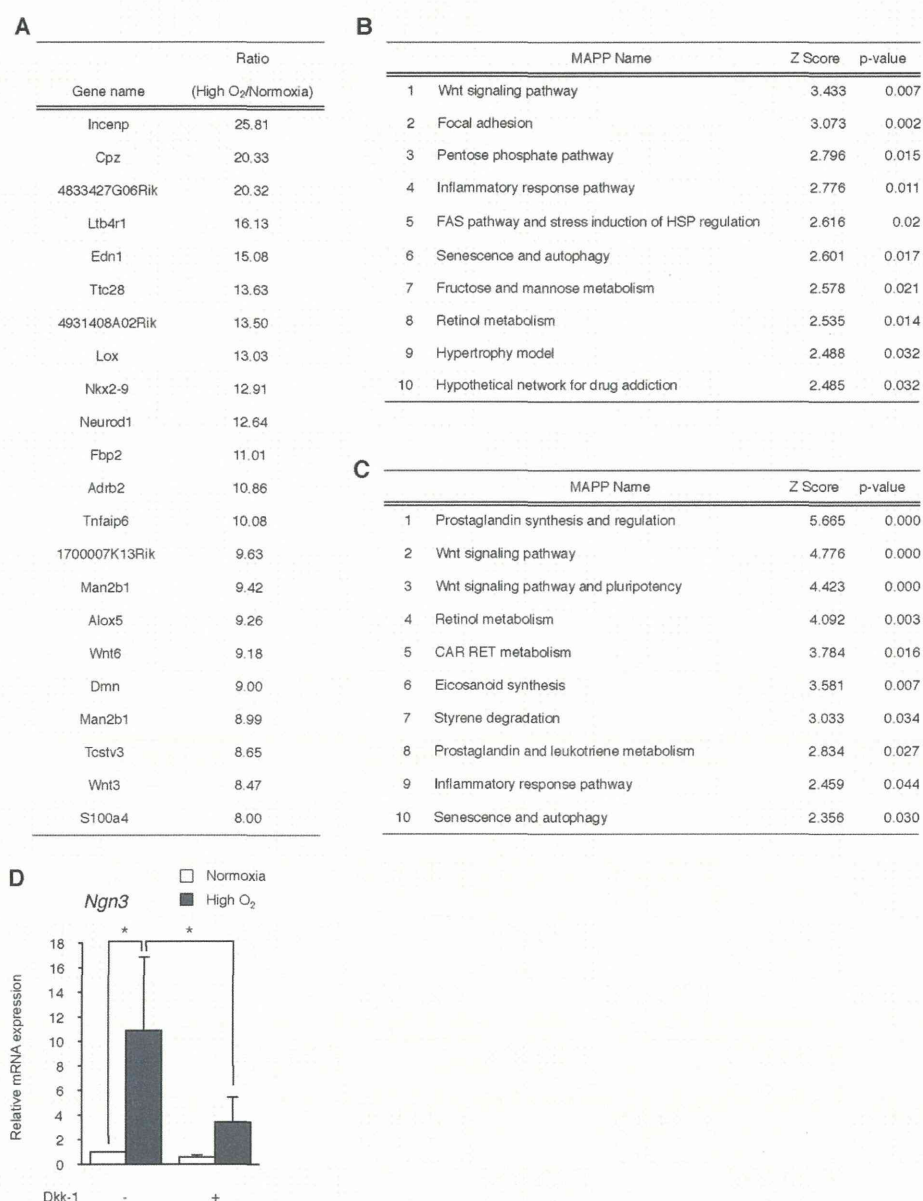 A
Ratio
Gene name (High O2/Normoxia)
Incenp 25.81
Cpz 20.33
4833427G06Rik 20.32
Ltb4r1 16.13
Edn1 15.08
Ttc28 13.63
4931408A02Rik 13.50
Lox 13.03
Nkx2-9 12.91
Neurod1 12.64
Fbp2 11.01
Adrb2 10.86
Tnfaip6 10.08
1700007K13Rik 9.63
Man2b1 9.42
Alox5 9.26
Wnt6 9.18
Dmn 9.00
Man2b1 8.99
Tcstv3 8.65
Wnt3 8.47
S100a4 8.00
B
MAPP Name Z Score p-value
1 Wnt signaling pathway 3.433 0.007
2 Focal adhesion 3.073 0.002
3 Pentose phosphate pathway 2.796 0.015
4 Inflammatory response pathway 2.776 0.011
5 FAS pathway and stress induction of HSP regulation 2.616 0.02
6 Senescence and autophagy 2.601 0.017
7 Fructose and mannose metabolism 2.578 0.021
8 Retinol metabolism 2.535 0.014
9 Hypertrophy model 2.488 0.032
10 Hypothetical network for drug addiction 2.485 0.032
C
MAPP Name Z Score p-value
1 Prostaglandin synthesis and regulation 5.665 0.000
2 Wnt signaling pathway 4.776 0.000
3 Wnt signaling pathway and pluripotency 4.423 0.000
4 Retinol metabolism 4.092 0.003
5 CAR RET metabolism 3.784 0.016
6 Eicosanoid synthesis 3.581 0.007
7 Styrene degradation 3.033 0.034
8 Prostaglandin and leukotriene metabolism 2.834 0.027
9 Inflammatory response pathway 2.459 0.044
10 Senescence and autophagy 2.356 0.030
D
Normoxia
High O2
Ngn3
* *
Relative mRNA expression
18
16
14
12
10
8
6
4
2
0
Dkk-1 - +